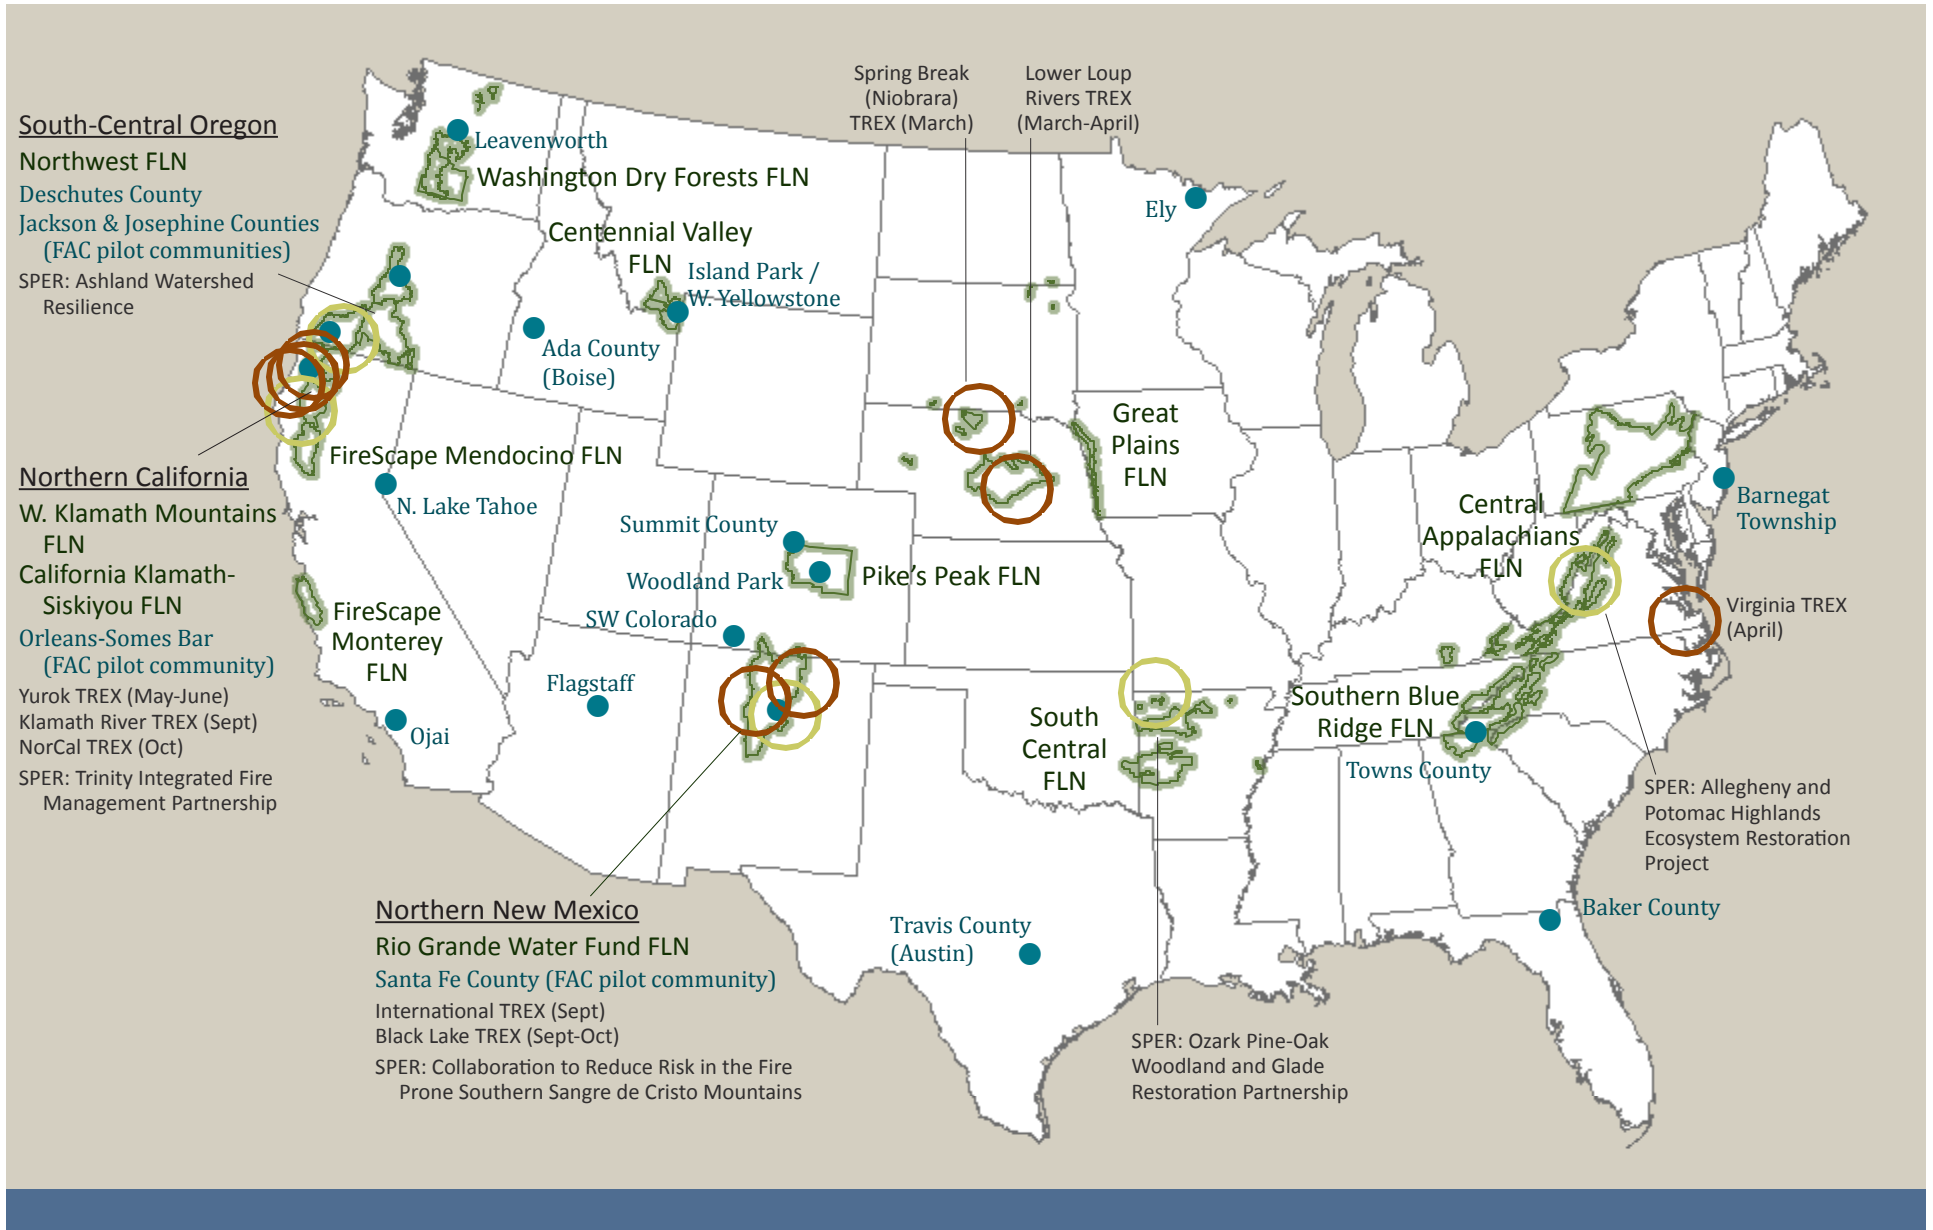 South-Central Oregon
Northwest FLN
Deschutes County
Jackson & Josephine Counties
(FAC pilot communities)
SPER: Ashland Watershed
Resilience
Northern California
W. Klamath Mountains
FLN
California Klamath-
Siskiyou FLN
Orleans-Somes Bar
(FAC pilot community)
Yurok TREX (May-June)
Klamath River TREX (Sept)
NorCal TREX (Oct)
SPER: Trinity Integrated Fire
Management Partnership
Leavenworth
Washington Dry Forests FLN
Centennial Valley
FLN
Island Park /
W. Yellowstone
Ada County
(Boise)
FireScape Mendocino FLN
N. Lake Tahoe
FireScape
Monterey
FLN
Ojai
Flagstaff
Summit County
Woodland Park
Pike's Peak FLN
SW Colorado
Northern New Mexico
Rio Grande Water Fund FLN
Santa Fe County (FAC pilot community)
International TREX (Sept)
Black Lake TREX (Sept-Oct)
SPER: Collaboration to Reduce Risk in the Fire
Prone Southern Sangre de Cristo Mountains
Spring Break
(Niobrara)
TREX (March)
Lower Loup
Rivers TREX
(March-April)
Ely
Great
Plains
FLN
South
Central
FLN
Travis County
(Austin)
SPER: Ozark Pine-Oak
Woodland and Glade
Restoration Partnership
Central
Appalachians
FLN
Barnegat
Township
Virginia TREX
(April)
Southern Blue
Ridge FLN
Towns County
SPER: Allegheny and
Potomac Highlands
Ecosystem Restoration
Project
Baker County